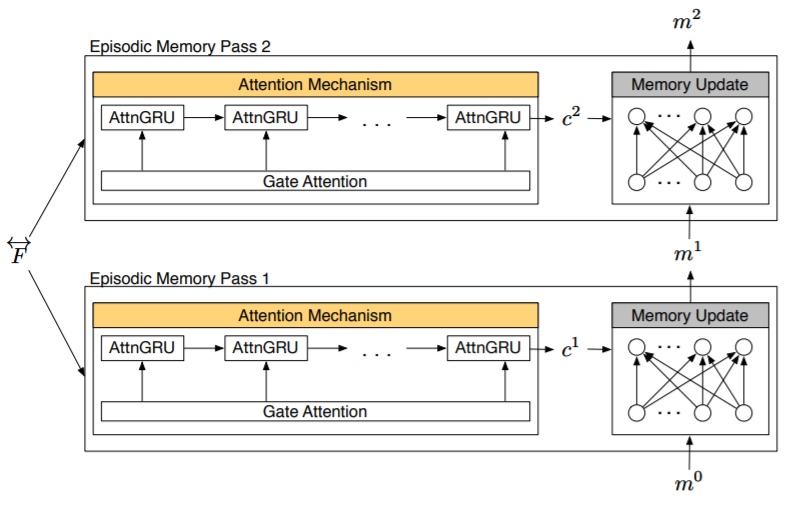 m²
Episodic Memory Pass 2
Attention Mechanism
Memory Update
AttnGRU AttnGRU . . . AttnGRU c² . . .
Gate Attention . . .
F⃡
m¹
Episodic Memory Pass 1
Attention Mechanism
Memory Update
AttnGRU AttnGRU . . . AttnGRU c¹ . . .
Gate Attention . . .
m⁰